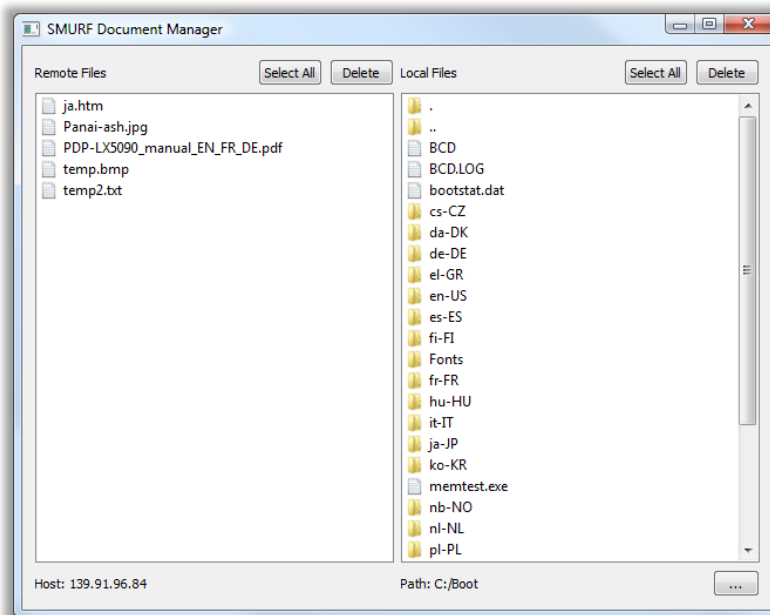 SMURF Document Manager
Remote Files Select All Delete Local Files Select All Delete
ja.htm
Panai-ash.jpg
PDP-LX5090_manual_EN_FR_DE.pdf
temp.bmp
temp2.txt
.
..
BCD
BCD.LOG
bootstat.dat
cs-CZ
da-DK
de-DE
el-GR
en-US
es-ES
fi-FI
Fonts
fr-FR
hu-HU
it-IT
ja-JP
ko-KR
memtest.exe
nb-NO
nl-NL
pl-PL
Host: 139.91.96.84 Path: C:/Boot ...